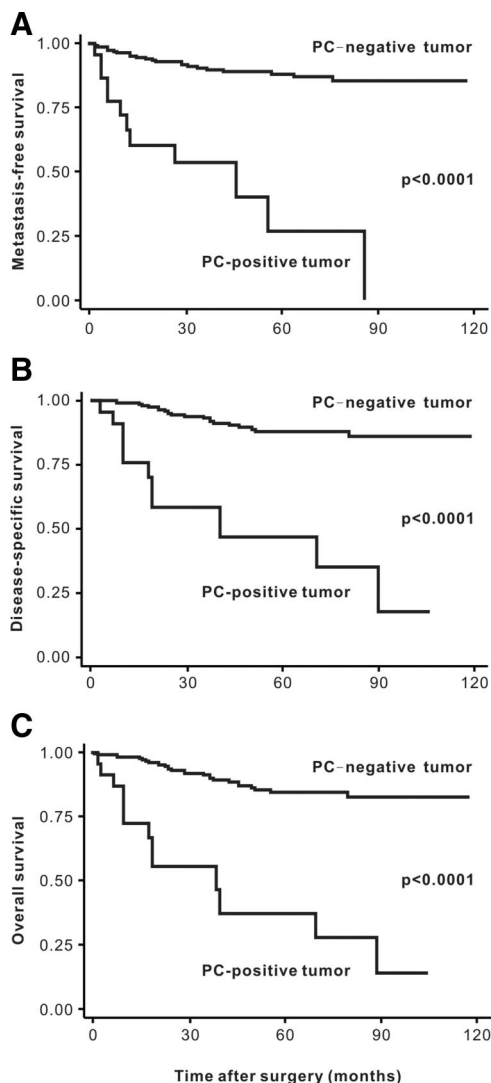 A
1.00
PC-negative tumor
0.75
Metastasis-free survival
0.50
p<0.0001
0.25
PC-positive tumor
0.00
0 30 60 90 120
B
1.00
PC-negative tumor
0.75
Disease-specific survival
0.50
p<0.0001
0.25
PC-positive tumor
0.00
0 30 60 90 120
C
1.00
PC-negative tumor
0.75
Overall survival
0.50
p<0.0001
0.25
PC-positive tumor
0.00
0 30 60 90 120
Time after surgery (months)